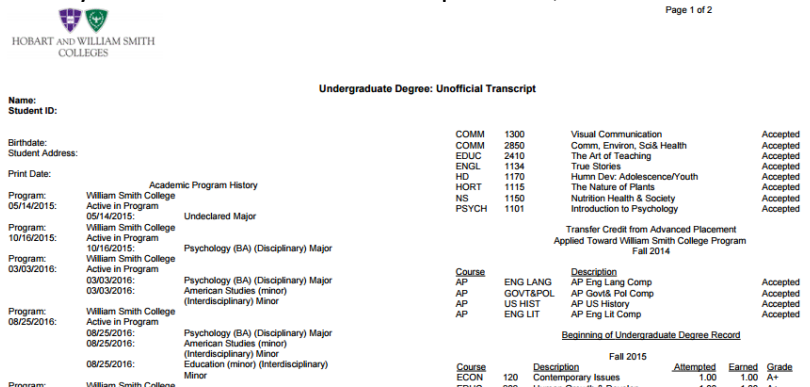 Page 1 of 2
HOBART AND WILLIAM SMITH
COLLEGES
Undergraduate Degree: Unofficial Transcript
Name:
Student ID:
Birthdate:
Student Address:
Print Date:
Academic Program History
Program: William Smith College
05/14/2015: Active in Program
05/14/2015: Undeclared Major
Program: William Smith College
10/16/2015: Active in Program
10/16/2015: Psychology (BA) (Disciplinary) Major
Program: William Smith College
03/03/2016: Active in Program
03/03/2016: Psychology (BA) (Disciplinary) Major
03/03/2016: American Studies (minor)
(Interdisciplinary) Minor
Program: William Smith College
08/25/2016: Active in Program
08/25/2016: Psychology (BA) (Disciplinary) Major
08/25/2016: American Studies (minor)
(Interdisciplinary) Minor
08/25/2016: Education (minor) (Interdisciplinary)
Minor
Program: William Smith College
COMM 1300 Visual Communication Accepted
COMM 2850 Comm, Environ, Sci& Health Accepted
EDUC 2410 The Art of Teaching Accepted
ENGL 1134 True Stories Accepted
HD 1170 Humn Dev: Adolescence/Youth Accepted
HORT 1115 The Nature of Plants Accepted
NS 1150 Nutrition Health & Society Accepted
PSYCH 1101 Introduction to Psychology Accepted
Transfer Credit from Advanced Placement
Applied Toward William Smith College Program
Fall 2014
Course Description
AP ENG LANG AP Eng Lang Comp Accepted
AP GOVT&POL AP Govt& Pol Comp Accepted
AP US HIST AP US History Accepted
AP ENG LIT AP Eng Lit Comp Accepted
Beginning of Undergraduate Degree Record
Fall 2015
Course Description Attempted Earned Grade
ECON 120 Contemporary Issues 1.00 1.00 A+